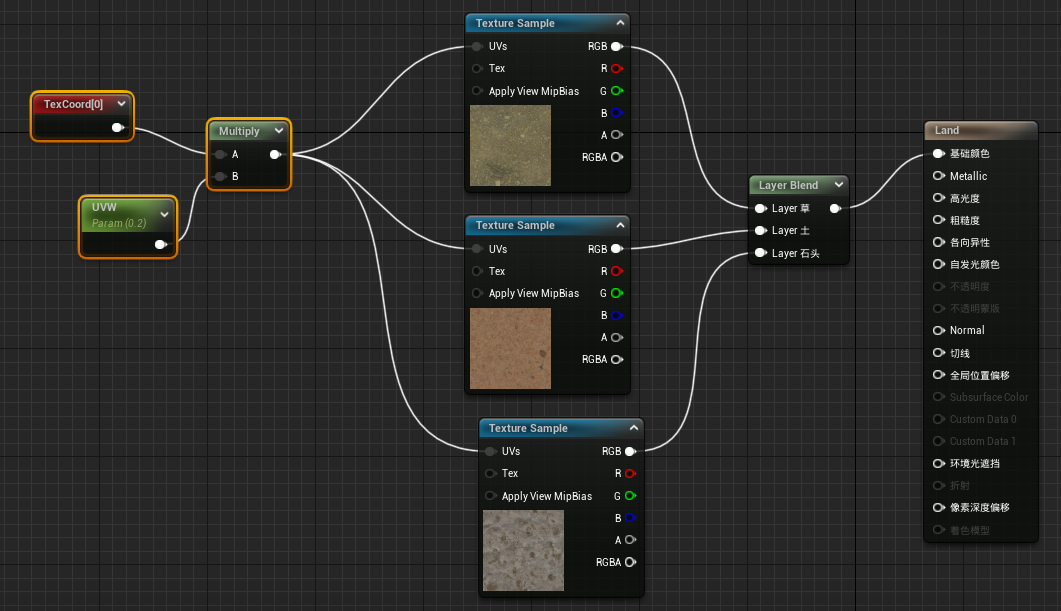 TexCoord[0]
UVW
Param (0.2)
Multiply
A
B
Texture Sample
UVs
RGB
Tex
R
Apply View MipBias
G
B
A
RGBA
Texture Sample
UVs
RGB
Tex
R
Apply View MipBias
G
B
A
RGBA
Texture Sample
UVs
RGB
Tex
R
Apply View MipBias
G
B
A
RGBA
Layer Blend
Layer 草
Layer 土
Layer 石头
Land
基础颜色
Metallic
高光度
粗糙度
各向异性
自发光颜色
不透明度
不透明蒙版
Normal
切线
全局位置偏移
Subsurface Color
Custom Data 0
Custom Data 1
环境光遮挡
折射
像素深度偏移
着色模型